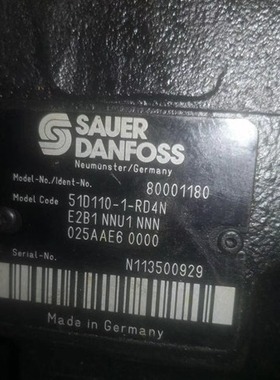 SAUER
DANFOSS
Neumünster/Germany
Model-No./Ident-No.
80001180
Model Code 51D110-1-RD4N
E2B1 NNU1 NNN
025AAE6 0000
Serial-No. N113500929
Made in Germany